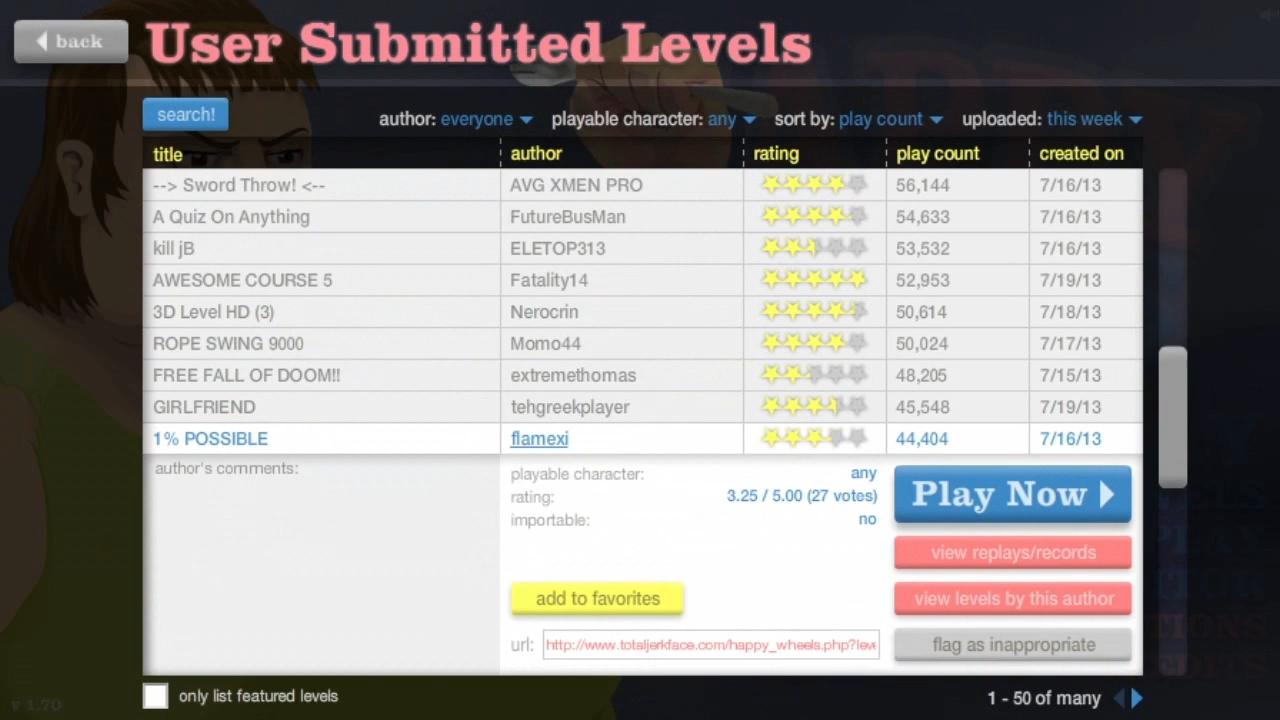 back
User Submitted Levels
search!
author: everyone playable character: any sort by: play count uploaded: this week
title author rating play count created on
--> Sword Throw! <-- AVG XMEN PRO 56,144 7/16/13
A Quiz On Anything FutureBusMan 54,633 7/16/13
kill jB ELETOP313 53,532 7/16/13
AWESOME COURSE 5 Fatality14 52,953 7/19/13
3D Level HD (3) Nerocrin 50,614 7/18/13
ROPE SWING 9000 Momo44 50,024 7/17/13
FREE FALL OF DOOM!! extremethomas 48,205 7/15/13
GIRLFRIEND tehgreekplayer 45,548 7/19/13
1% POSSIBLE flamexi 44,404 7/16/13
author's comments:
playable character: any
rating: 3.25 / 5.00 (27 votes)
importable: no
Play Now
view replays/records
add to favorites
view levels by this author
url: http://www.totaljerkface.com/happy_wheels.php?leve
flag as inappropriate
only list featured levels
1 - 50 of many
v 1.70